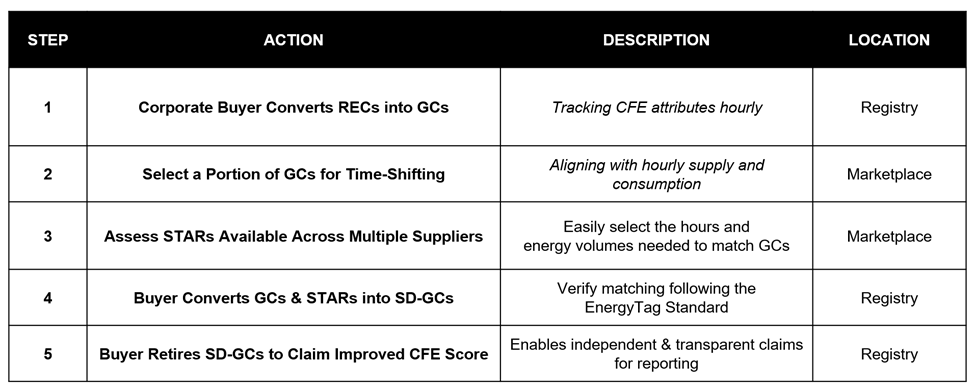 STEP ACTION DESCRIPTION LOCATION
1 Corporate Buyer Converts RECs into GCs Tracking CFE attributes hourly Registry
2 Select a Portion of GCs for Time-Shifting Aligning with hourly supply and
consumption Marketplace
3 Assess STARs Available Across Multiple Suppliers Easily select the hours and
energy volumes needed to match GCs Marketplace
4 Buyer Converts GCs & STARs into SD-GCs Verify matching following the
EnergyTag Standard Registry
5 Buyer Retires SD-GCs to Claim Improved CFE Score Enables independent & transparent claims
for reporting Registry